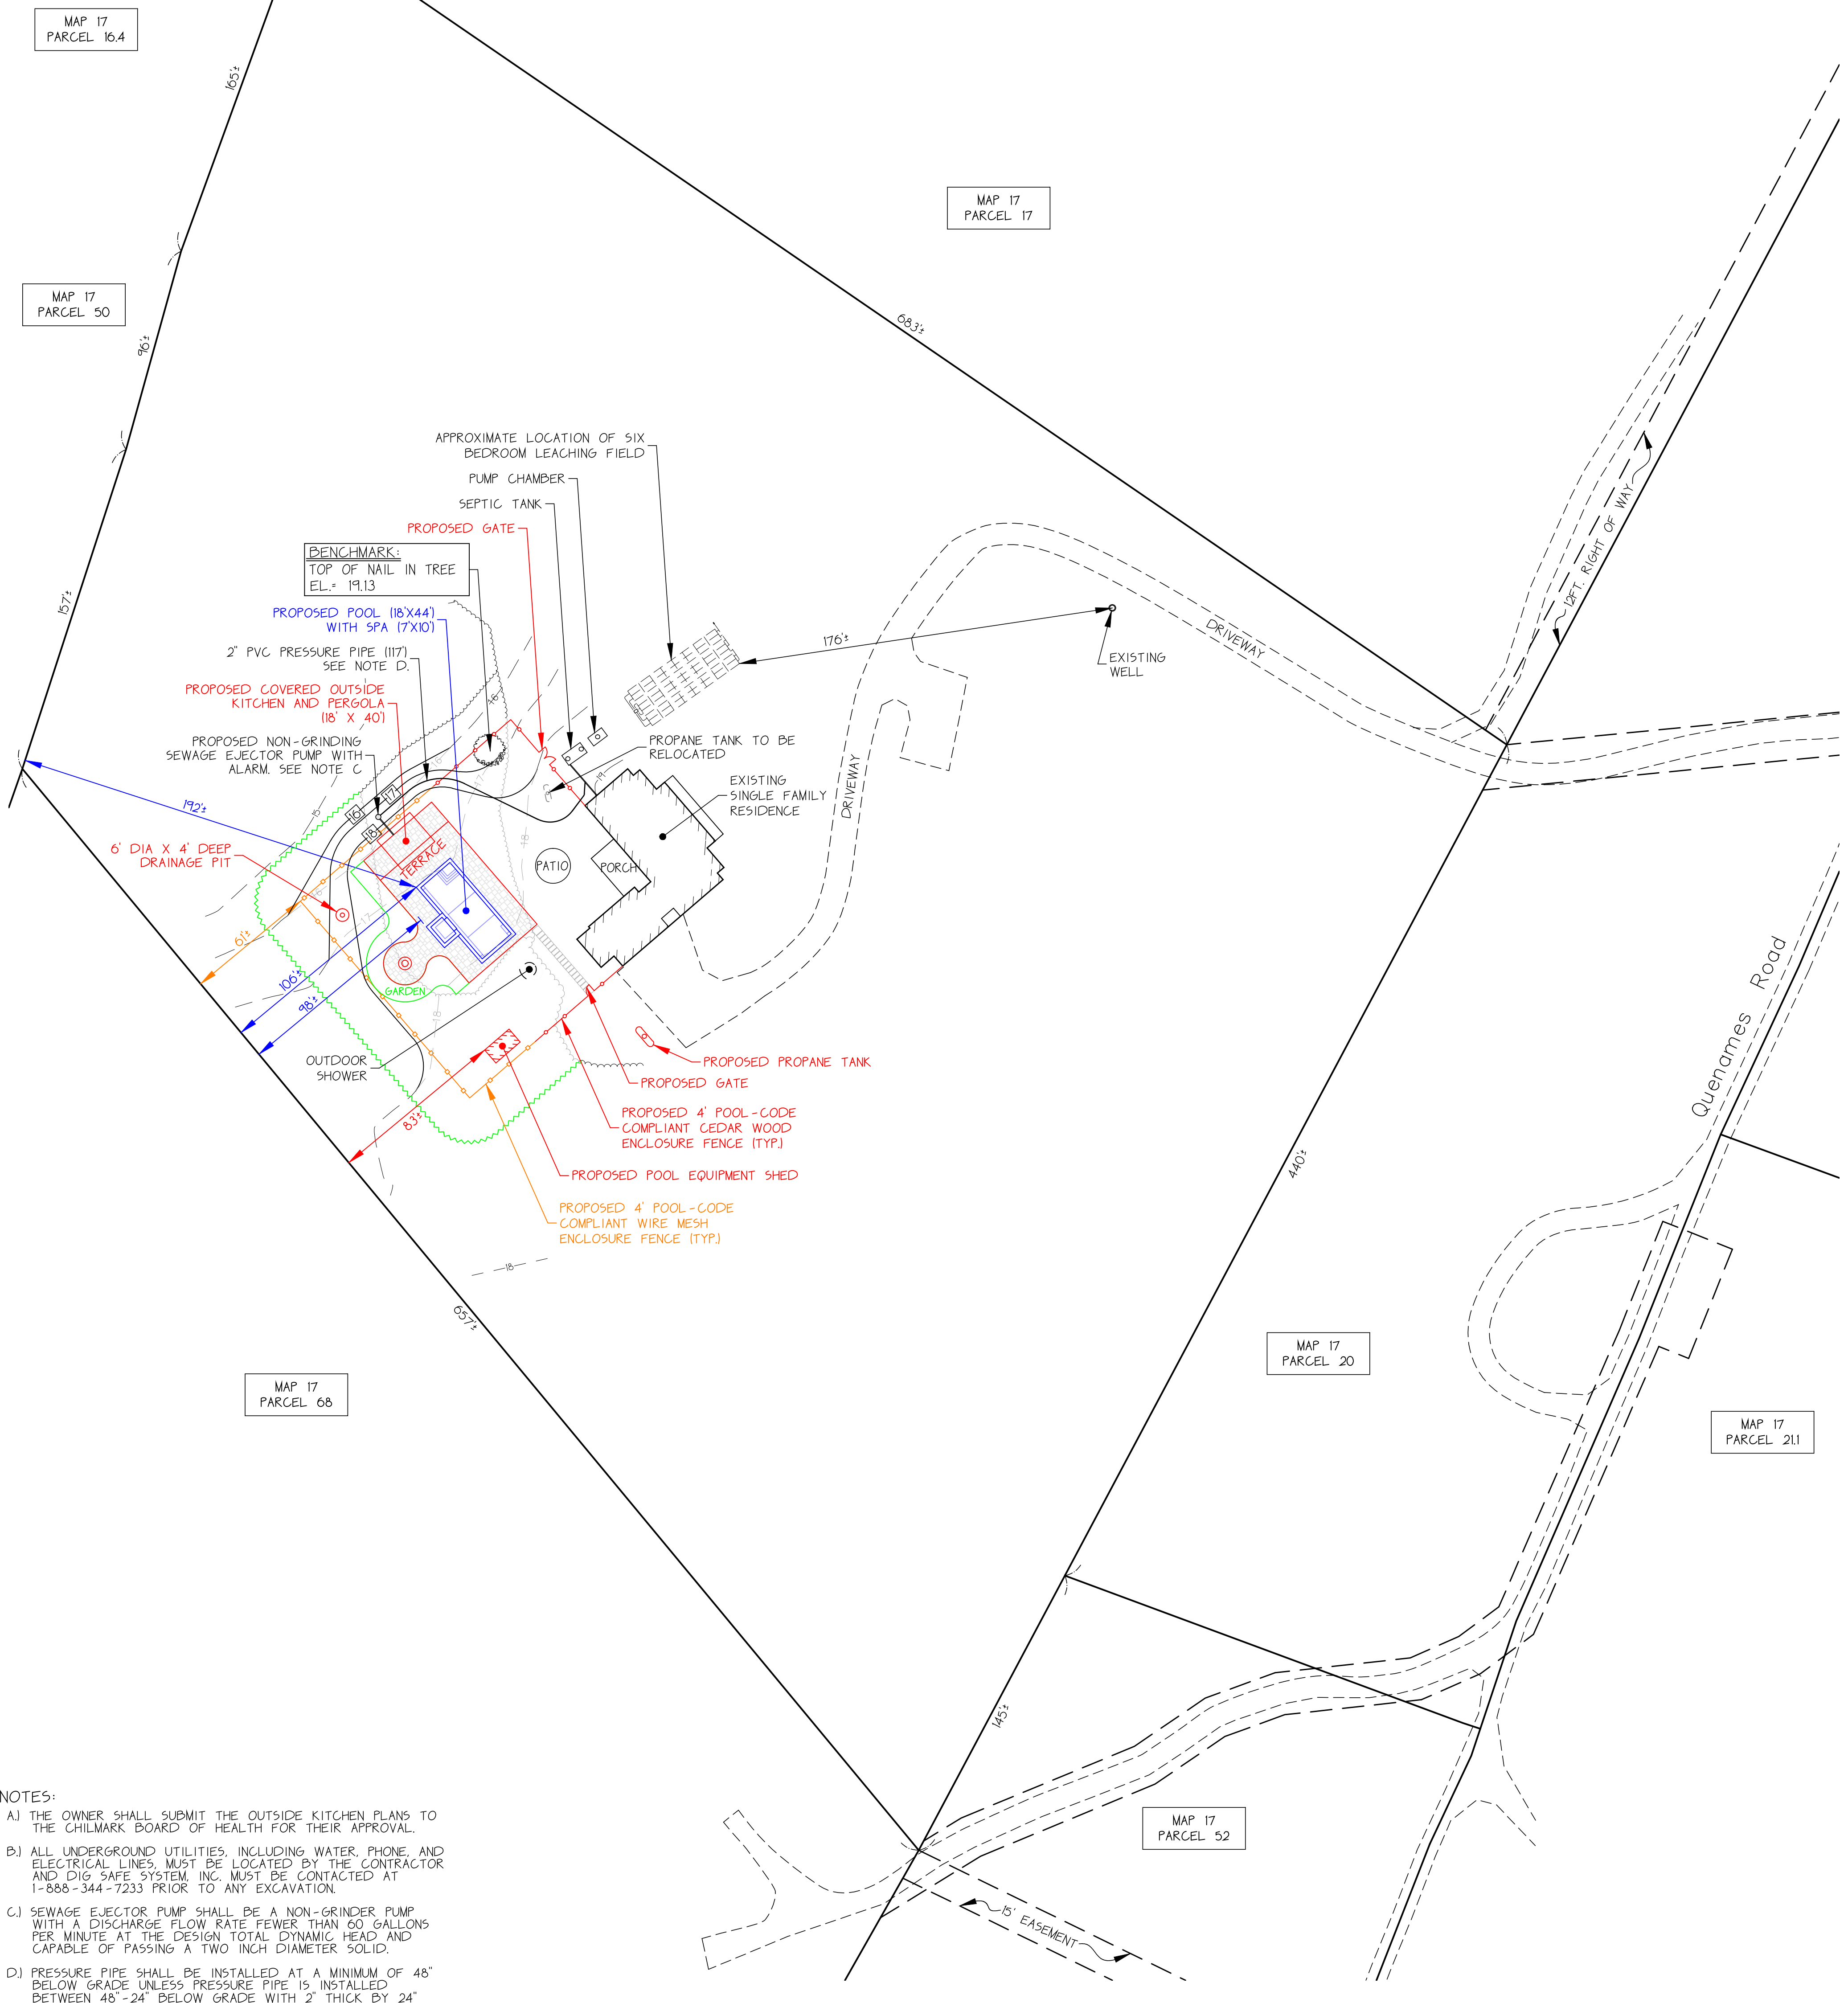 MAP 17
PARCEL 16.4
165'±
MAP 17
PARCEL 17
MAP 17
PARCEL 50
96'±
683'±
157'±
APPROXIMATE LOCATION OF SIX
BEDROOM LEACHING FIELD
PUMP CHAMBER
SEPTIC TANK
PROPOSED GATE
BENCHMARK:
TOP OF NAIL IN TREE
EL.= 19.13
PROPOSED POOL (18'X44')
WITH SPA (7'X10')
2" PVC PRESSURE PIPE (117')
SEE NOTE D.
PROPOSED COVERED OUTSIDE
KITCHEN AND PERGOLA
(18' X 40')
PROPOSED NON-GRINDING
SEWAGE EJECTOR PUMP WITH
ALARM. SEE NOTE C
192'±
6' DIA X 4' DEEP
DRAINAGE PIT
61'±
106'±
98'±
83'±
16
17
18
15
16
17
16
17
18
18
19
TERRACE
GARDEN
PATIO
PORCH
PROPANE TANK TO BE
RELOCATED
EXISTING
SINGLE FAMILY
RESIDENCE
176'±
EXISTING
WELL
DRIVEWAY
DRIVEWAY
12FT. RIGHT OF WAY
OUTDOOR
SHOWER
PROPOSED PROPANE TANK
PROPOSED GATE
PROPOSED 4' POOL-CODE
COMPLIANT CEDAR WOOD
ENCLOSURE FENCE (TYP.)
PROPOSED POOL EQUIPMENT SHED
PROPOSED 4' POOL-CODE
COMPLIANT WIRE MESH
ENCLOSURE FENCE (TYP.)
18
657'±
440'±
Quenames Road
MAP 17
PARCEL 20
MAP 17
PARCEL 68
MAP 17
PARCEL 21.1
145'±
MAP 17
PARCEL 52
15' EASEMENT
NOTES:
A.) THE OWNER SHALL SUBMIT THE OUTSIDE KITCHEN PLANS TO
THE CHILMARK BOARD OF HEALTH FOR THEIR APPROVAL.
B.) ALL UNDERGROUND UTILITIES, INCLUDING WATER, PHONE, AND
ELECTRICAL LINES, MUST BE LOCATED BY THE CONTRACTOR
AND DIG SAFE SYSTEM, INC. MUST BE CONTACTED AT
1-888-344-7233 PRIOR TO ANY EXCAVATION.
C.) SEWAGE EJECTOR PUMP SHALL BE A NON-GRINDER PUMP
WITH A DISCHARGE FLOW RATE FEWER THAN 60 GALLONS
PER MINUTE AT THE DESIGN TOTAL DYNAMIC HEAD AND
CAPABLE OF PASSING A TWO INCH DIAMETER SOLID.
D.) PRESSURE PIPE SHALL BE INSTALLED AT A MINIMUM OF 48"
BELOW GRADE UNLESS PRESSURE PIPE IS INSTALLED
BETWEEN 48"-24" BELOW GRADE WITH 2" THICK BY 24"